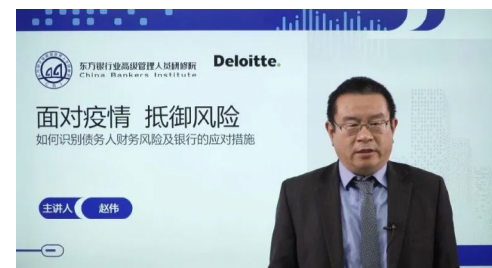 东方银行业高级管理人员研修院
China Bankers Institute
Deloitte.
面对疫情 抵御风险
如何识别债务人财务风险及银行的应对措施
主讲人 赵伟